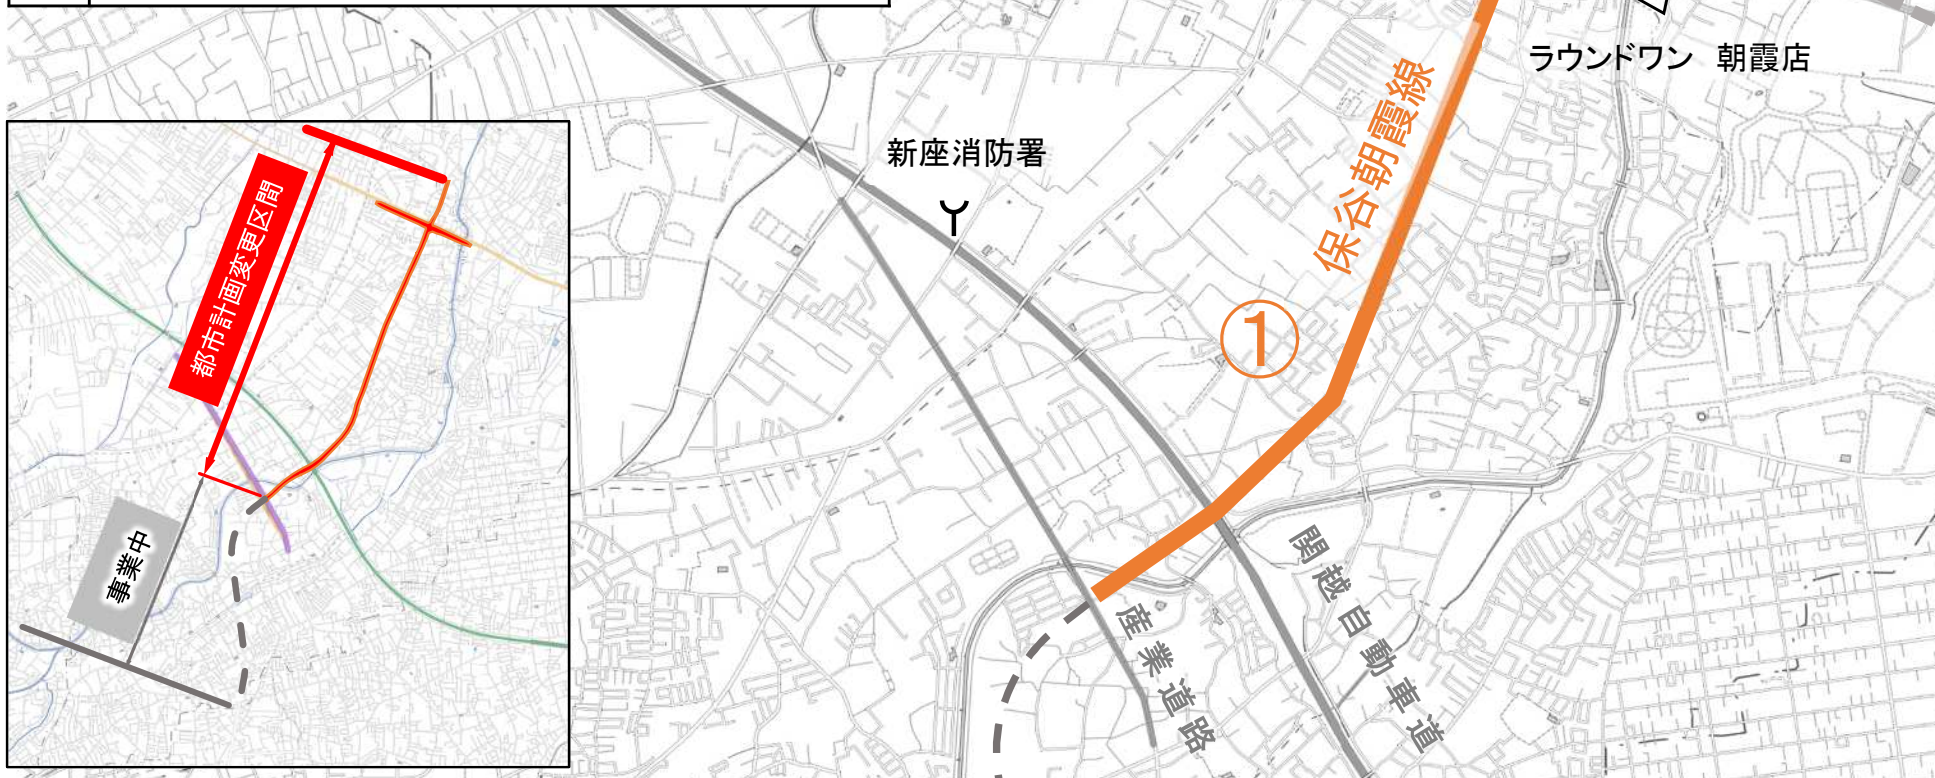 ラウンドワン 朝霞店
保谷朝霞線
新座消防署
都市計画変更区間
①
事業中
関越自動車道
産業道路